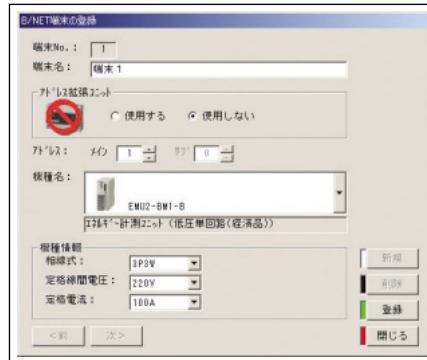 B/NET端末の登録
端末No.： 1
端末名： 端末１
ｱﾄﾞﾚｽ拡張ﾕﾆｯﾄ
使用する 使用しない
ｱﾄﾞﾚｽ： ﾒｲﾝ 1 ｻﾌﾞ 0
機種名：
EMU2-BM1-B
ｴﾈﾙｷﾞｰ計測ﾕﾆｯﾄ（低圧単回路(経済品)）
機種情報
相線式： 3P3W
定格線間電圧： 220V
定格電流： 100A
新規
削除
登録
<前 次> 閉じる